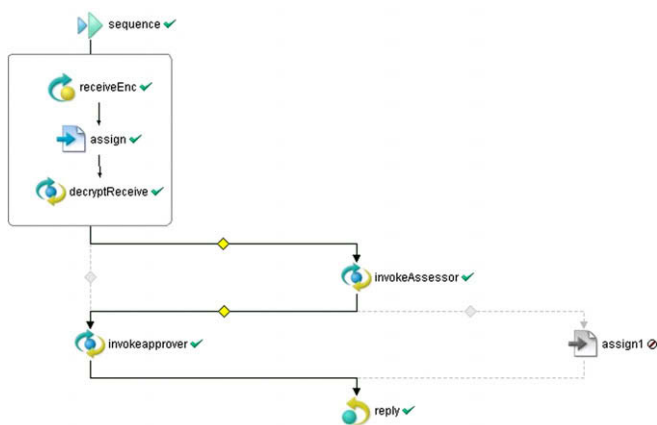 sequence
receiveEnc
assign
decryptReceive
invokeAssessor
invokeapprover
assign1
reply